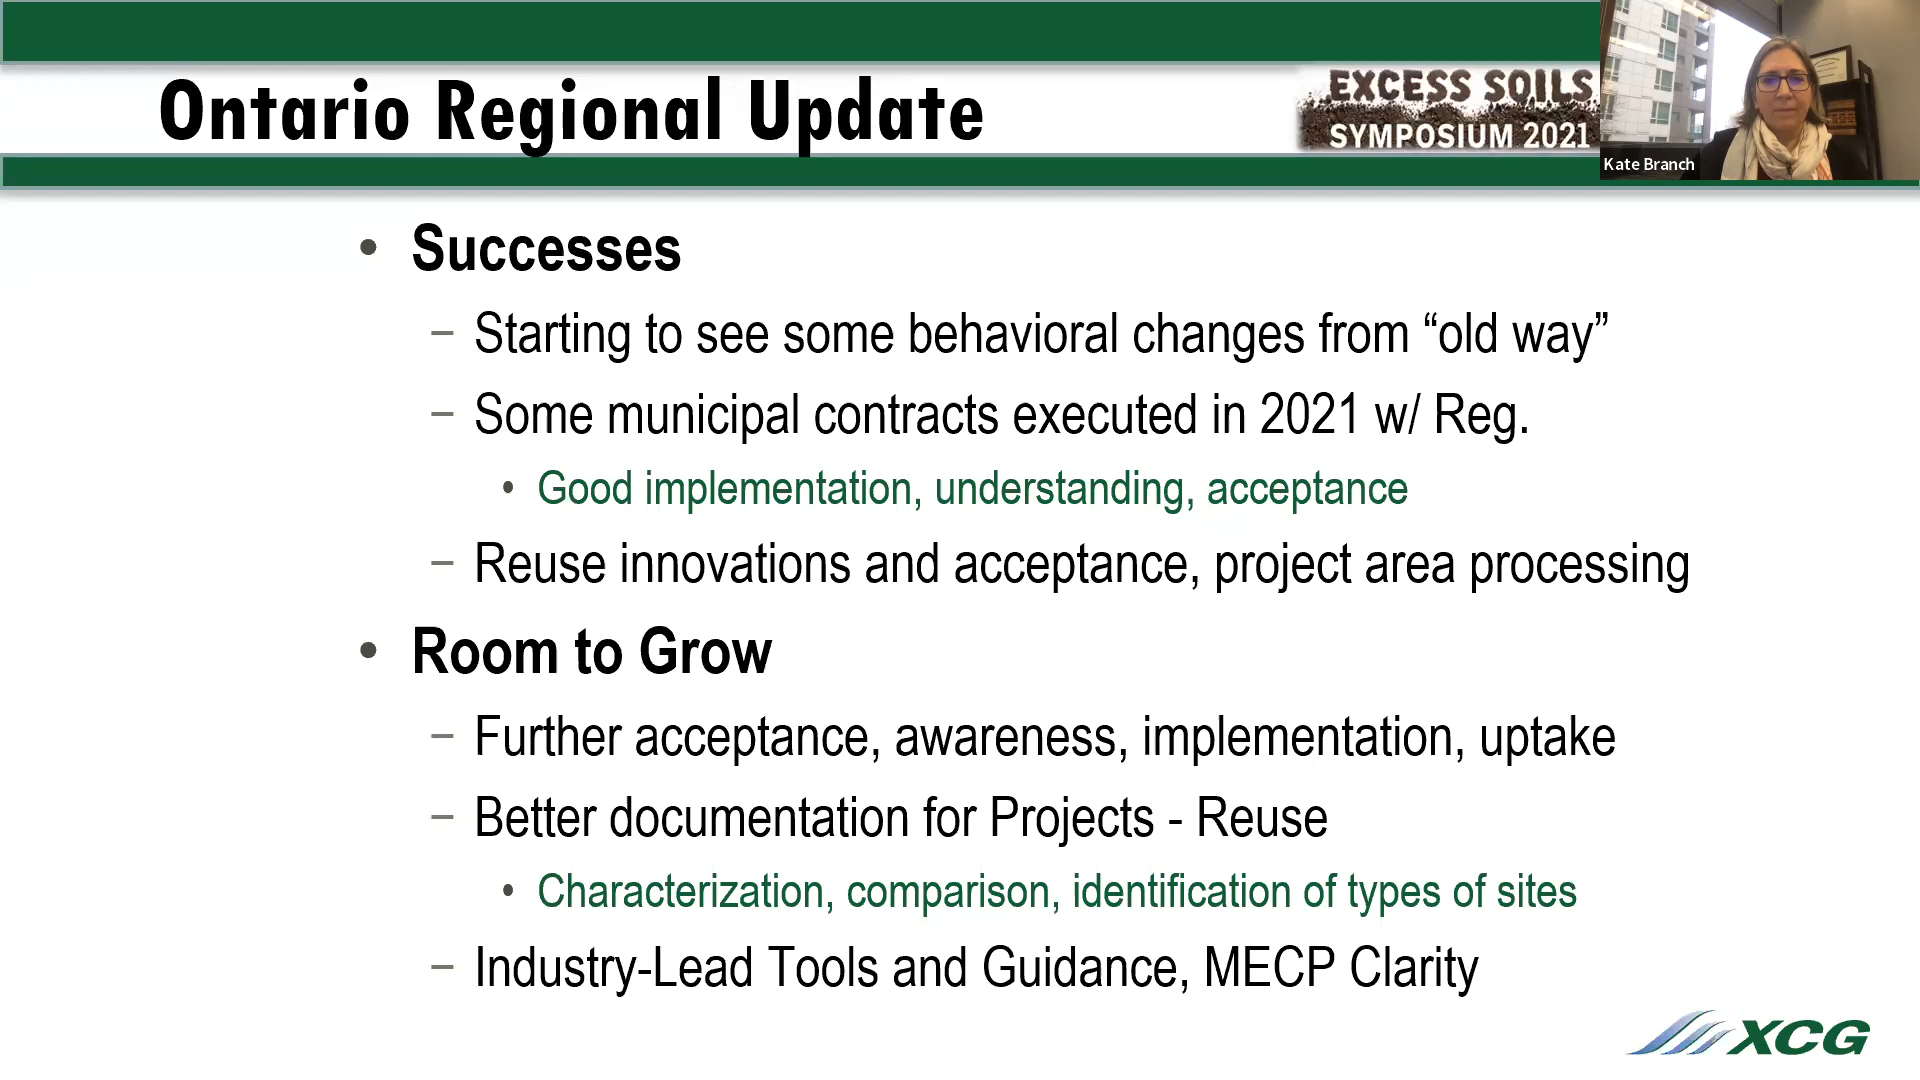 Ontario Regional Update
EXCESS SOILS
SYMPOSIUM 2021
Kate Branch
• Successes
− Starting to see some behavioral changes from “old way”
− Some municipal contracts executed in 2021 w/ Reg.
• Good implementation, understanding, acceptance
− Reuse innovations and acceptance, project area processing
• Room to Grow
− Further acceptance, awareness, implementation, uptake
− Better documentation for Projects - Reuse
• Characterization, comparison, identification of types of sites
− Industry-Lead Tools and Guidance, MECP Clarity
XCG